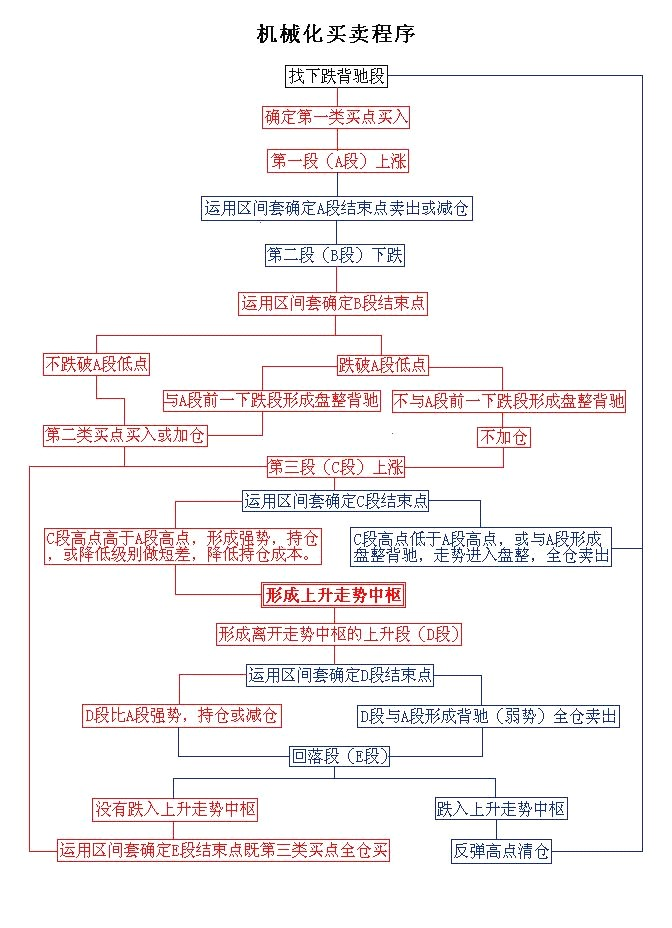 机械化买卖程序
找下跌背驰段
确定第一类买点买入
第一段（A段）上涨
运用区间套确定A段结束点卖出或减仓
第二段（B段）下跌
运用区间套确定B段结束点
不跌破A段低点
跌破A段低点
与A段前一下跌段形成盘整背驰
不与A段前一下跌段形成盘整背驰
第二类买点买入或加仓
不加仓
第三段（C段）上涨
运用区间套确定C段结束点
C段高点高于A段高点，形成强势，持仓
，或降低级别做短差，降低持仓成本。
C段高点低于A段高点，或与A段形成
盘整背驰，走势进入盘整，全仓卖出
形成上升走势中枢
形成离开走势中枢的上升段（D段）
运用区间套确定D段结束点
D段比A段强势，持仓或减仓
D段与A段形成背驰（弱势）全仓卖出
回落段（E段）
没有跌入上升走势中枢
跌入上升走势中枢
运用区间套确定E段结束点既第三类买点全仓买
反弹高点清仓